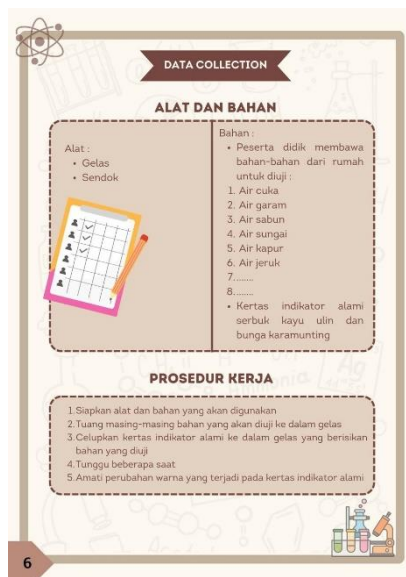 DATA COLLECTION
ALAT DAN BAHAN
Alat :
• Gelas
• Sendok
Bahan :
• Peserta didik membawa
bahan-bahan dari rumah
untuk diuji :
1. Air cuka
2. Air garam
3. Air sabun
4. Air sungai
5. Air kapur
6. Air jeruk
7........
8........
• Kertas indikator alami
serbuk kayu ulin dan
bunga karamunting
PROSEDUR KERJA
1. Siapkan alat dan bahan yang akan digunakan
2. Tuang masing-masing bahan yang akan diuji ke dalam gelas
3. Celupkan kertas indikator alami ke dalam gelas yang berisikan
bahan yang diuji
4. Tunggu beberapa saat
5. Amati perubahan warna yang terjadi pada kertas indikator alami
6